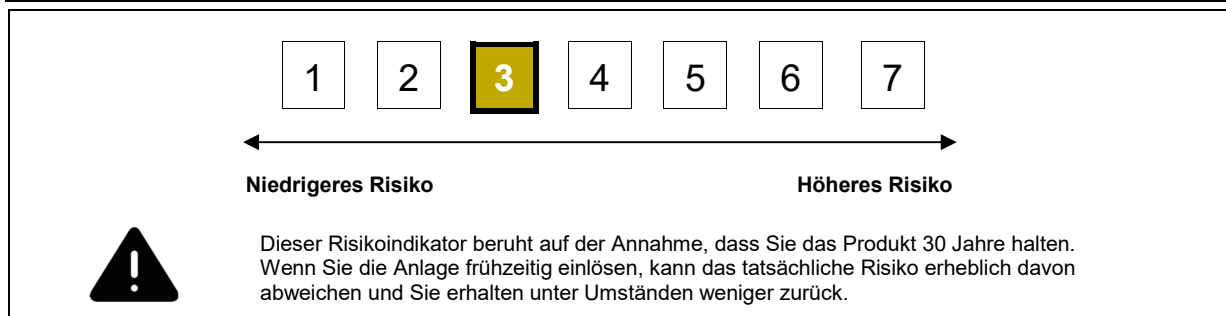 1 2 3 4 5 6 7
Niedrigeres Risiko Höheres Risiko
Dieser Risikoindikator beruht auf der Annahme, dass Sie das Produkt 30 Jahre halten.
Wenn Sie die Anlage frühzeitig einlösen, kann das tatsächliche Risiko erheblich davon
abweichen und Sie erhalten unter Umständen weniger zurück.